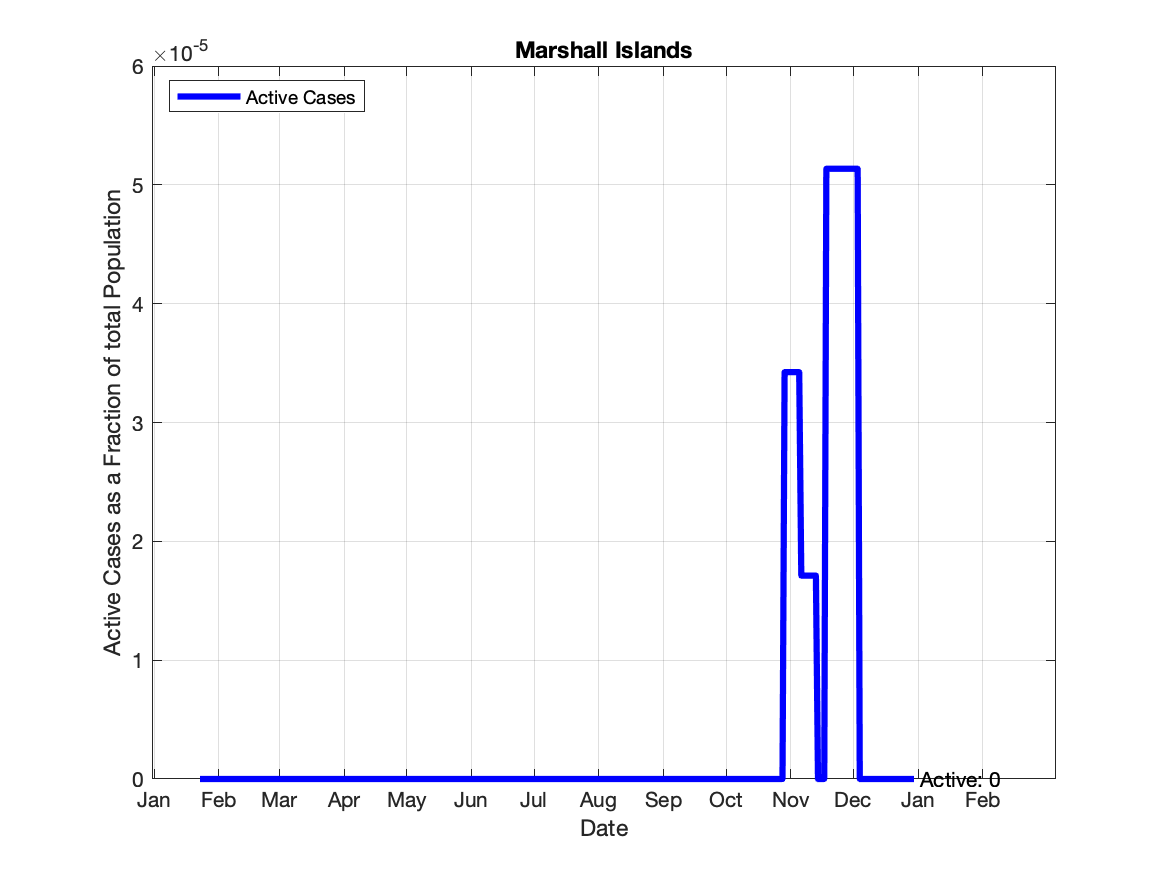 Marshall Islands
×10-5
Active Cases
6
5
4
3
2
1
0
Active Cases as a Fraction of total Population
Active: 0
Jan Feb Mar Apr May Jun Jul Aug Sep Oct Nov Dec Jan Feb
Date